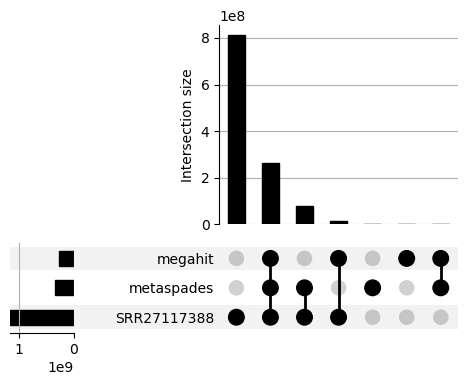 1e8
8
6
4
2
0
Intersection size
megahit
metaspades
SRR27117388
1 0
1e9